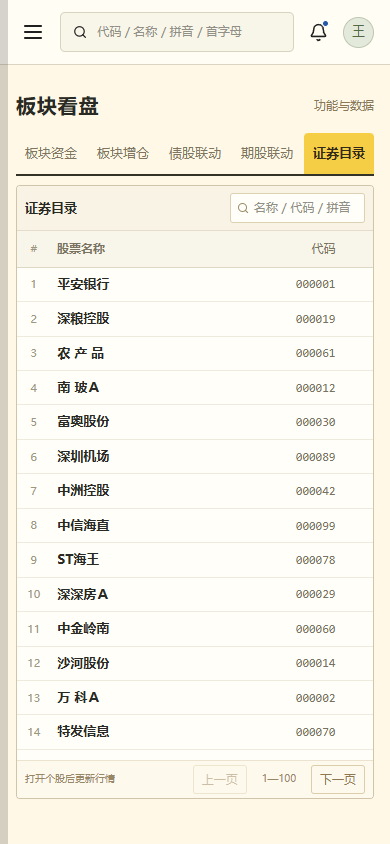 代码 / 名称 / 拼音 / 首字母
王
板块看盘
功能与数据
板块资金 板块增仓 债股联动 期股联动 证券目录
证券目录
名称 / 代码 / 拼音
# 股票名称 代码
1 平安银行 000001
2 深粮控股 000019
3 农 产 品 000061
4 南 玻A 000012
5 富奥股份 000030
6 深圳机场 000089
7 中洲控股 000042
8 中信海直 000099
9 ST海王 000078
10 深深房A 000029
11 中金岭南 000060
12 沙河股份 000014
13 万 科A 000002
14 特发信息 000070
打开个股后更新行情 上一页 1—100 下一页